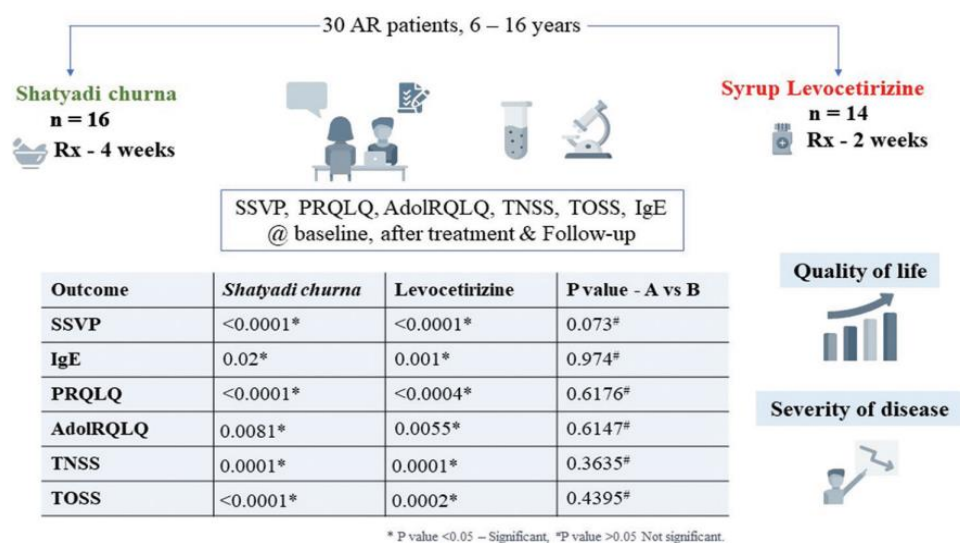 30 AR patients, 6 – 16 years
Shatyadi churna
n = 16
Rx - 4 weeks
Syrup Levocetirizine
n = 14
Rx - 2 weeks
SSVP, PRQLQ, AdolRQLQ, TNSS, TOSS, IgE
@ baseline, after treatment & Follow-up
Outcome Shatyadi churna Levocetirizine P value - A vs B
SSVP <0.0001* <0.0001* 0.073#
IgE 0.02* 0.001* 0.974#
PRQLQ <0.0001* <0.0004* 0.6176#
AdolRQLQ 0.0081* 0.0055* 0.6147#
TNSS 0.0001* 0.0001* 0.3635#
TOSS <0.0001* 0.0002* 0.4395#
Quality of life
Severity of disease
* P value <0.05 – Significant, #P value >0.05 Not significant.